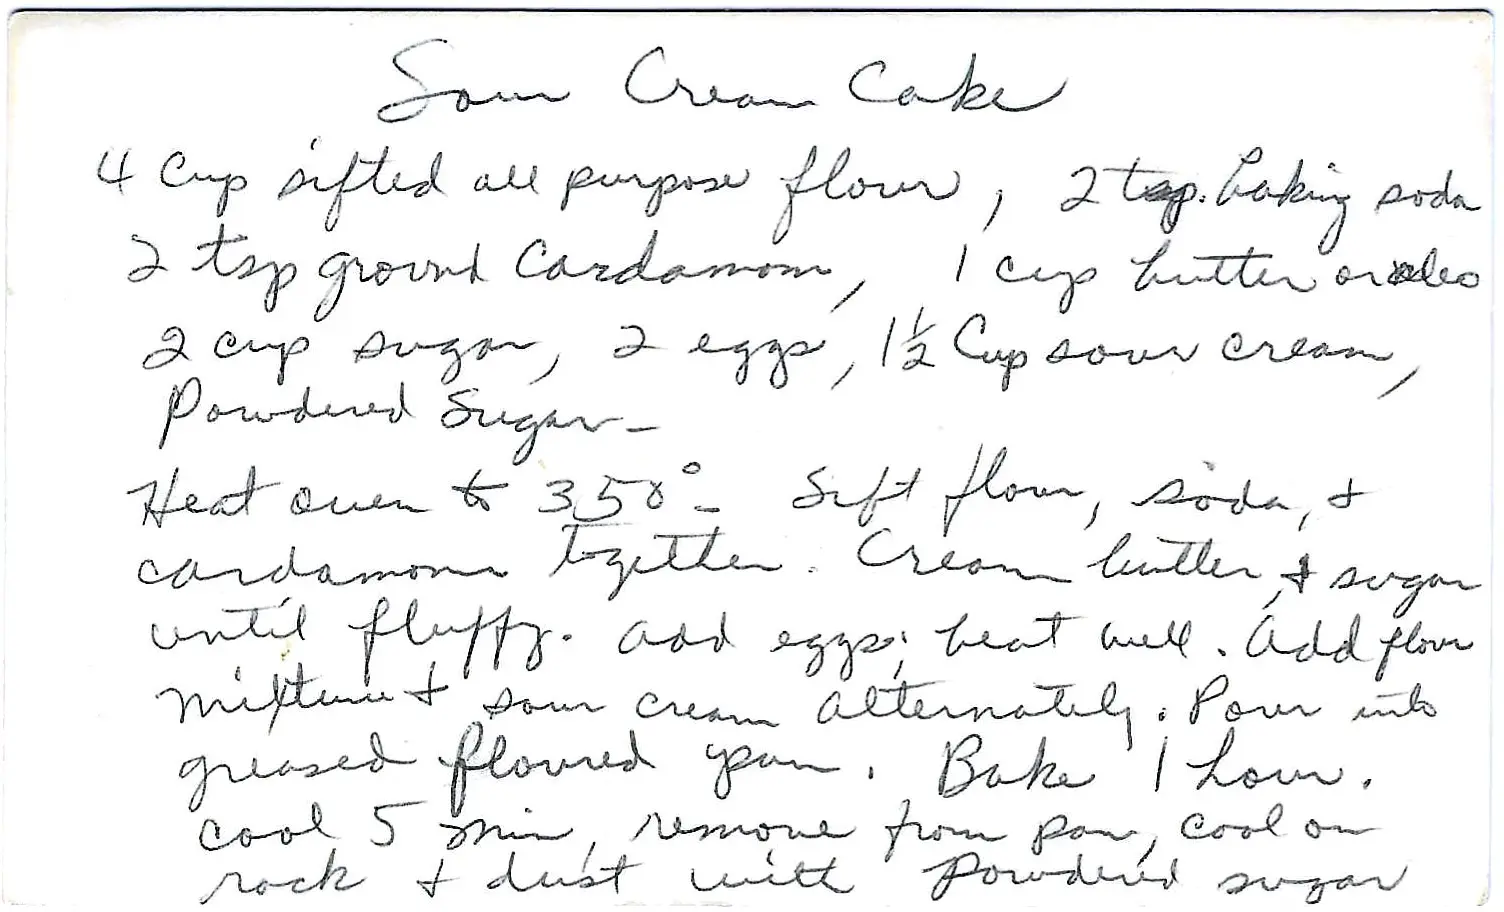 Sour Cream Cake
4 Cup sifted all purpose flour, 2 tsp. baking soda
2 tsp ground Cardamom, 1 cup butter or oleo
2 cup sugar, 2 eggs, 1½ Cup sour cream,
Powdered Sugar –
Heat oven to 350° – Sift flour, soda, &
cardamom together. Cream butter, & sugar
until fluffy. Add eggs; beat well. Add flour
mixture & sour cream alternately. Pour into
greased floured pan. Bake 1 hour.
Cool 5 min, remove from pan, cool on
rack & dust with Powdered sugar